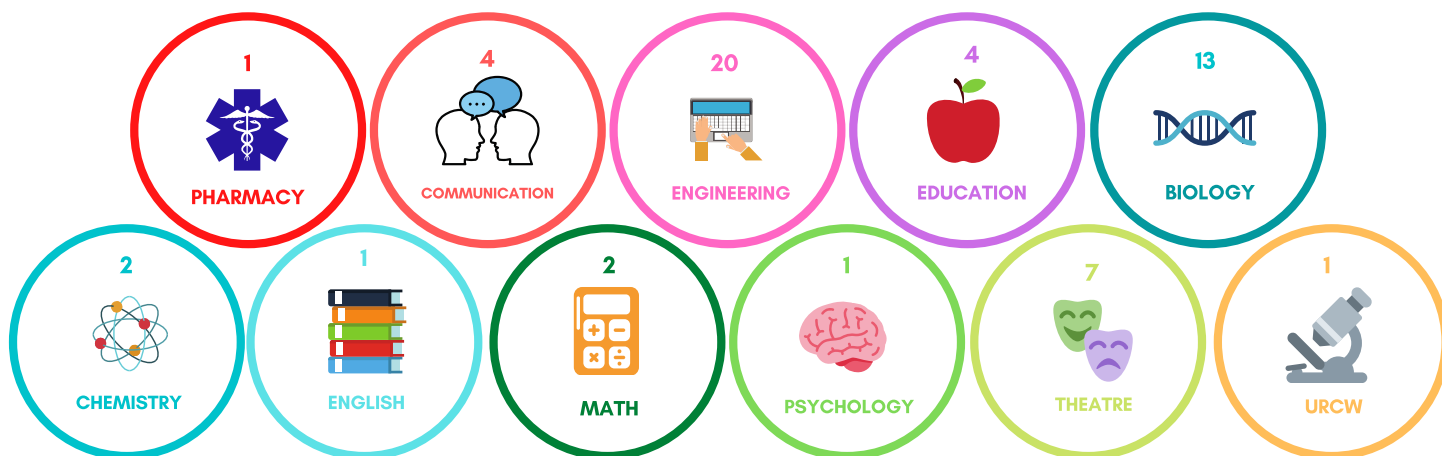 1
PHARMACY
4
COMMUNICATION
20
ENGINEERING
4
EDUCATION
13
BIOLOGY
2
CHEMISTRY
1
ENGLISH
2
MATH
1
PSYCHOLOGY
7
THEATRE
1
URCW